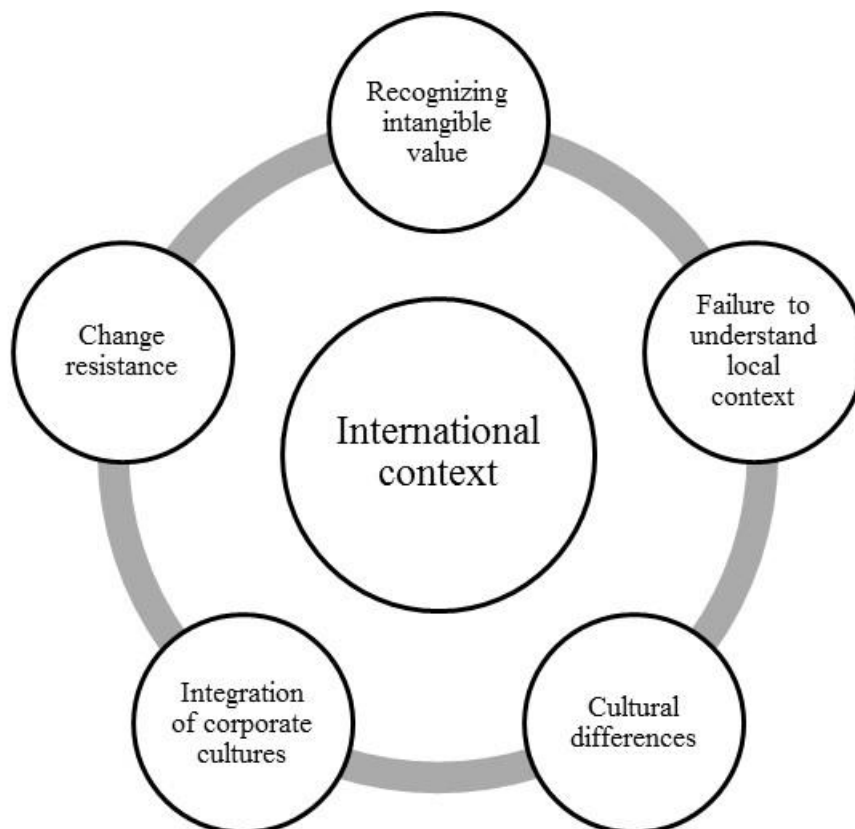 Recognizing
intangible
value
Failure to
understand
local
context
Cultural
differences
Integration
of corporate
cultures
Change
resistance
International
context